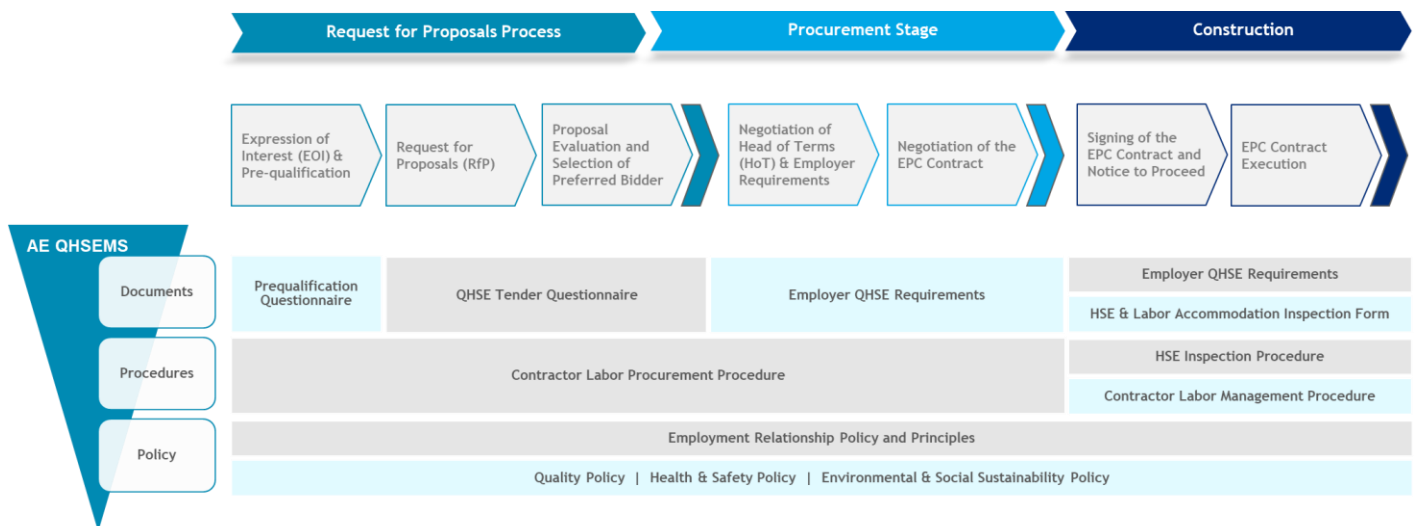 Request for Proposals Process
Procurement Stage
Construction
Expression of
Interest (EOI) &
Pre-qualification
Request for
Proposals (RfP)
Proposal
Evaluation and
Selection of
Preferred Bidder
Negotiation of
Head of Terms
(HoT) & Employer
Requirements
Negotiation of the
EPC Contract
Signing of the
EPC Contract and
Notice to Proceed
EPC Contract
Execution
AE QHSEMS
Documents
Prequalification
Questionnaire
QHSE Tender Questionnaire
Employer QHSE Requirements
Employer QHSE Requirements
HSE & Labor Accommodation Inspection Form
Procedures
Contractor Labor Procurement Procedure
HSE Inspection Procedure
Contractor Labor Management Procedure
Policy
Employment Relationship Policy and Principles
Quality Policy | Health & Safety Policy | Environmental & Social Sustainability Policy